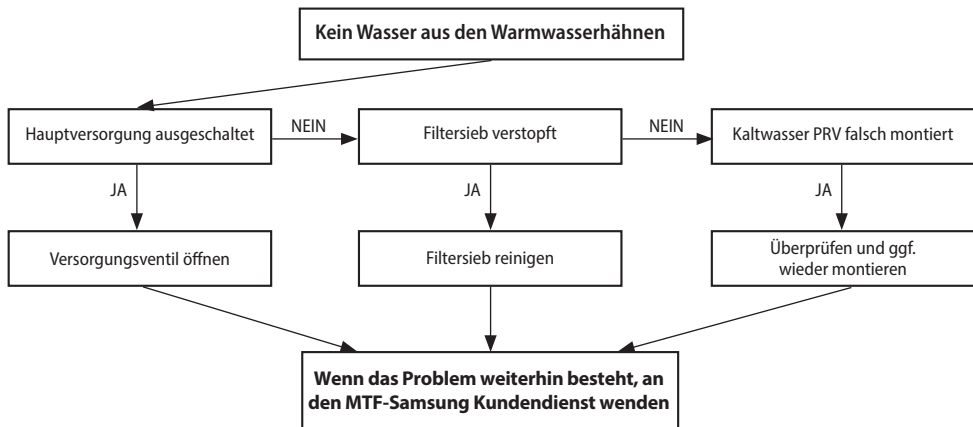 Kein Wasser aus den Warmwasserhähnen
Hauptversorgung ausgeschaltet
NEIN
Filtersieb verstopft
NEIN
Kaltwasser PRV falsch montiert
JA
JA
JA
Versorgungsventil öffnen
Filtersieb reinigen
Überprüfen und ggf.
wieder montieren
Wenn das Problem weiterhin besteht, an
den MTF-Samsung Kundendienst wenden